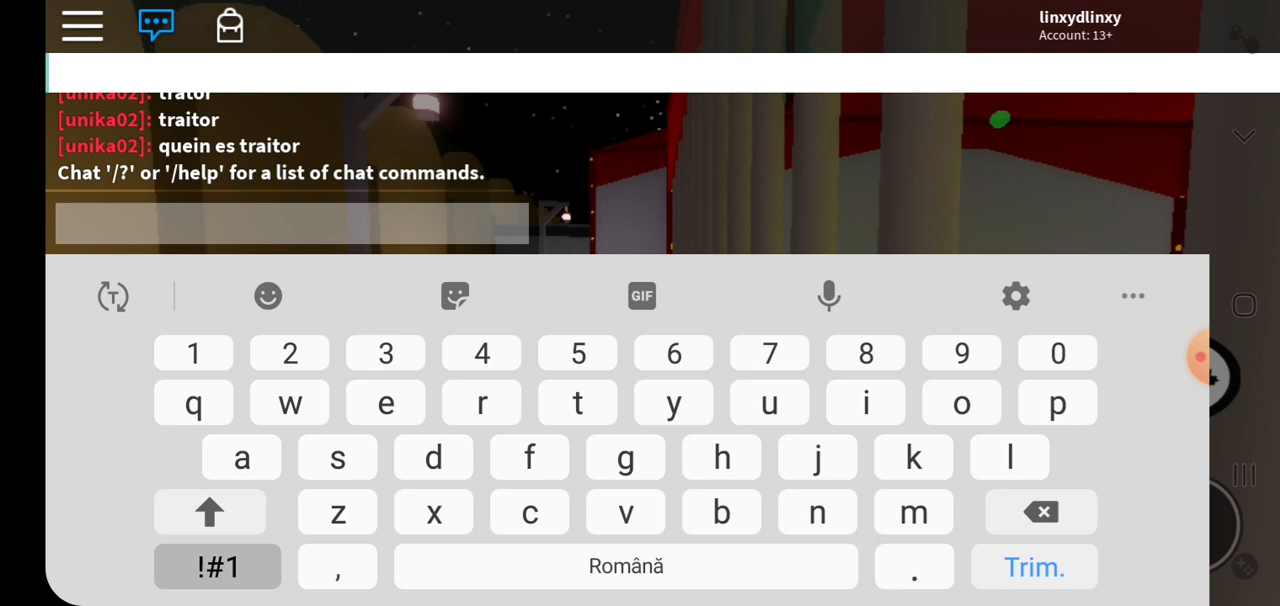 linxydlinxy
Account: 13+
[unika02]: trator
[unika02]: traitor
[unika02]: quein es traitor
Chat '/?' or '/help' for a list of chat commands.
T
GIF
1 2 3 4 5 6 7 8 9 0
q w e r t y u i o p
a s d f g h j k l
z x c v b n m
!#1 , Română . Trim.